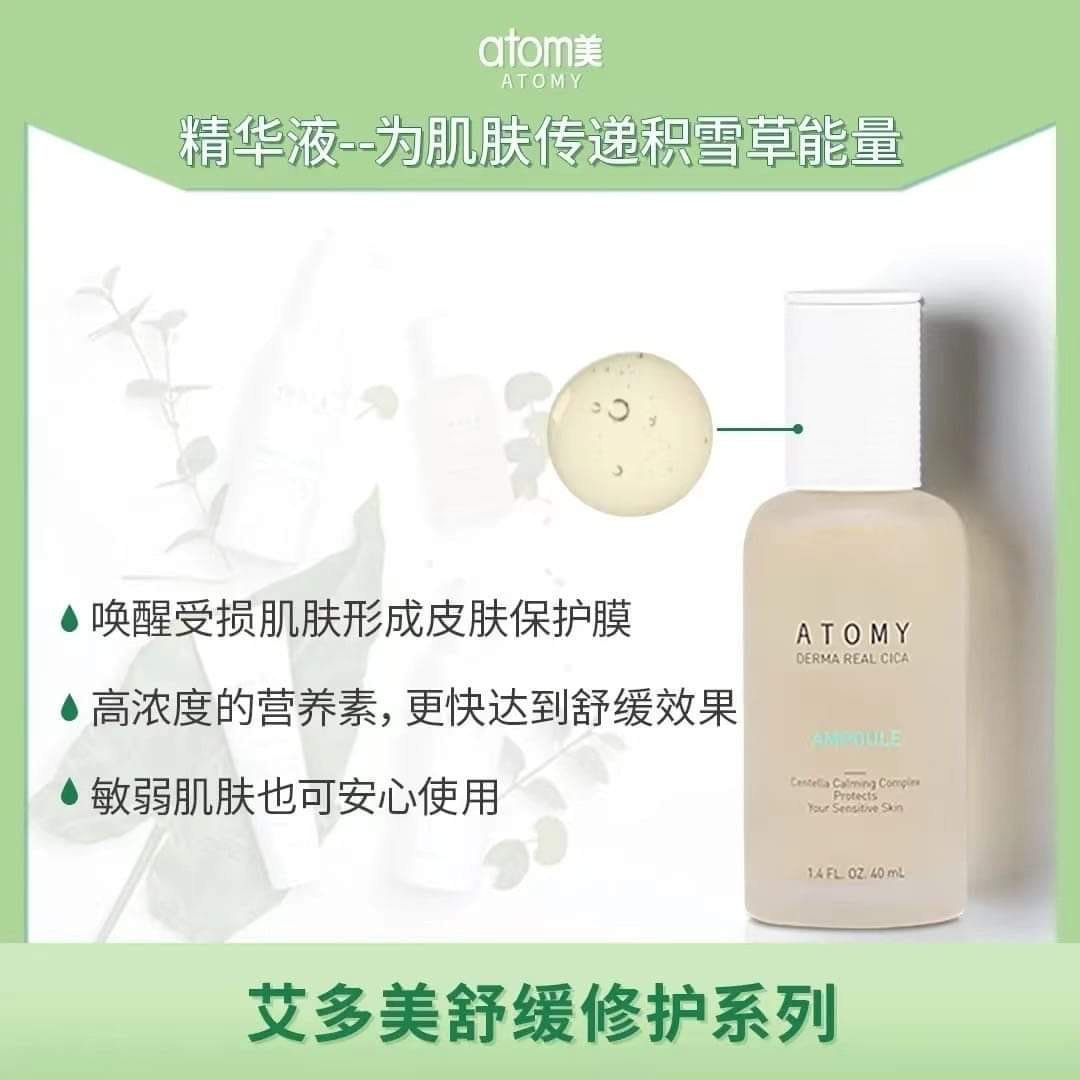 atom美
ATOMY
精华液--为肌肤传递积雪草能量
唤醒受损肌肤形成皮肤保护膜
高浓度的营养素，更快达到舒缓效果
敏弱肌肤也可安心使用
ATOMY
DERMA REAL CICA
AMPOULE
Centella Calming Complex
Protects
Your Sensitive Skin
1.4 FL. OZ. 40 mL
艾多美舒缓修护系列